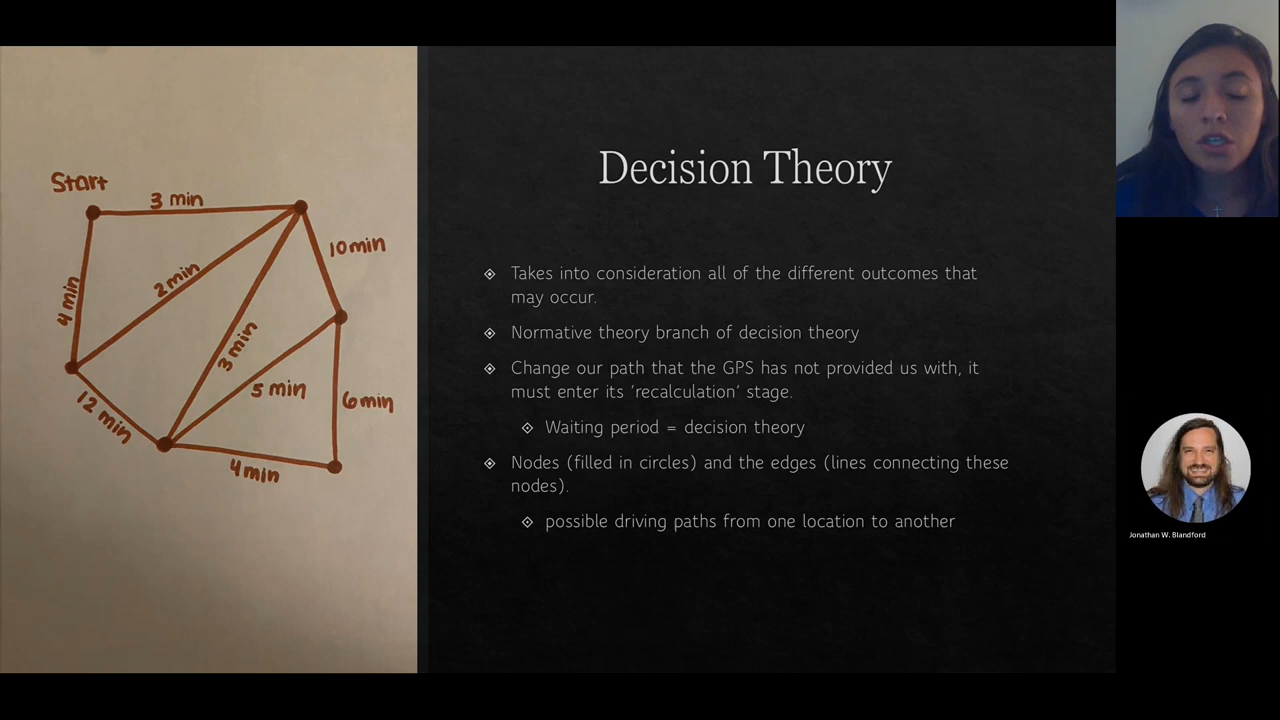 Start
3 min
10 min
2 min
4 min
3 min
5 min
6 min
12 min
4 min
Decision Theory
Takes into consideration all of the different outcomes that
may occur.
Normative theory branch of decision theory
Change our path that the GPS has not provided us with, it
must enter its ‘recalculation’ stage.
Waiting period = decision theory
Nodes (filled in circles) and the edges (lines connecting these
nodes).
possible driving paths from one location to another
Jonathan W. Blandford